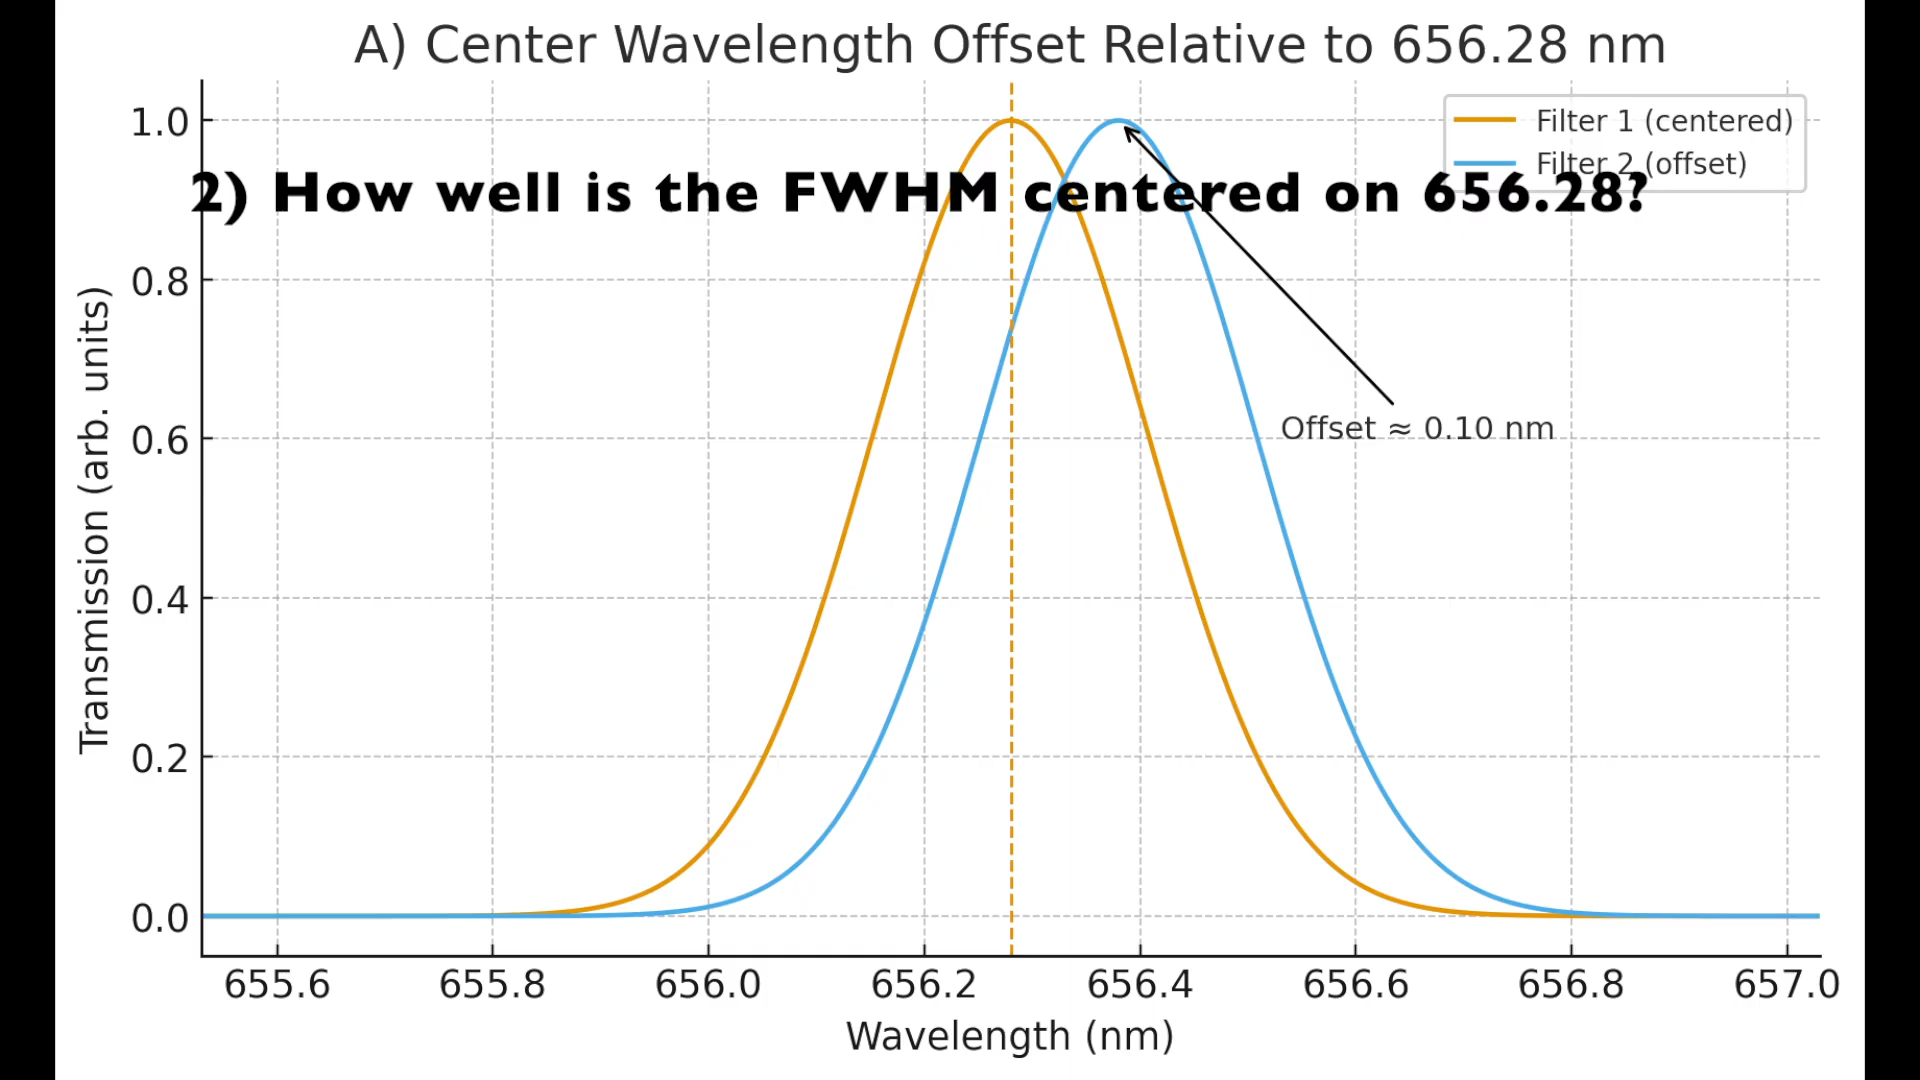 A) Center Wavelength Offset Relative to 656.28 nm
1.0
Filter 1 (centered)
Filter 2 (offset)
2) How well is the FWHM centered on 656.28?
0.8
Offset ≈ 0.10 nm
0.6
0.4
0.2
0.0
Transmission (arb. units)
655.6 655.8 656.0 656.2 656.4 656.6 656.8 657.0
Wavelength (nm)